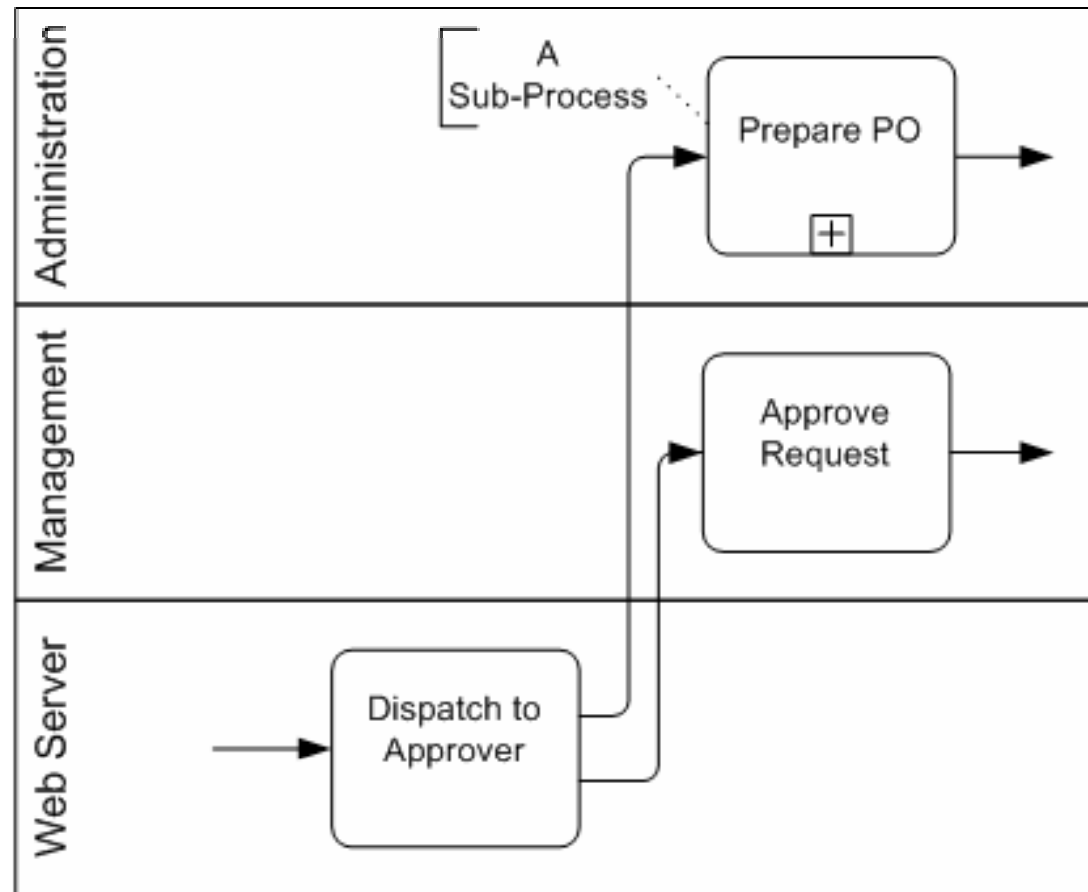 Administration
A
Sub-Process
Prepare PO
Management
Approve
Request
Web Server
Dispatch to
Approver